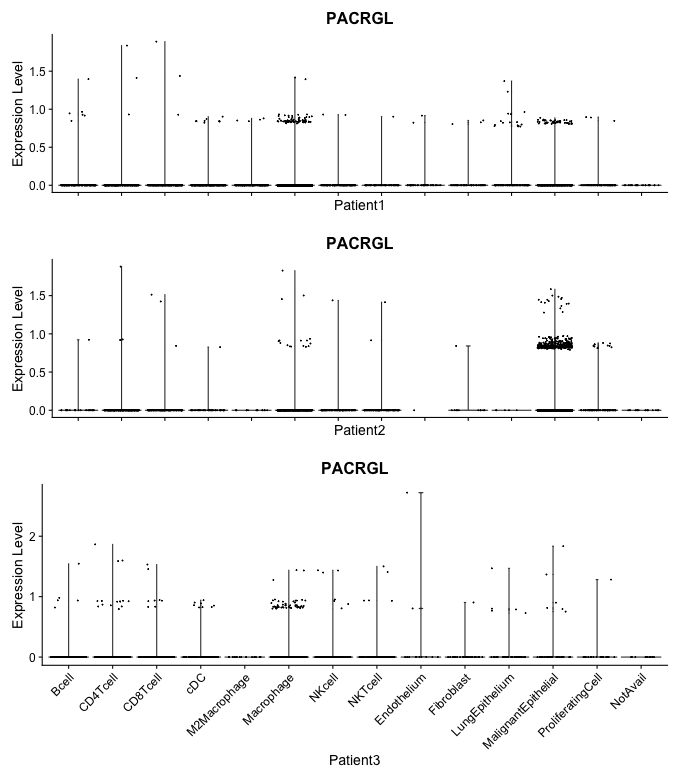 PACRGL
Expression Level
1.5
1.0
0.5
0.0
Patient1
PACRGL
Expression Level
1.5
1.0
0.5
0.0
Patient2
PACRGL
Expression Level
2
1
0
Bcell
CD4Tcell
CD8Tcell
cDC
M2Macrophage
Macrophage
NKcell
NKTcell
Endothelium
Fibroblast
LungEpithelium
MalignantEpithelial
ProliferatingCell
NotAvail
Patient3